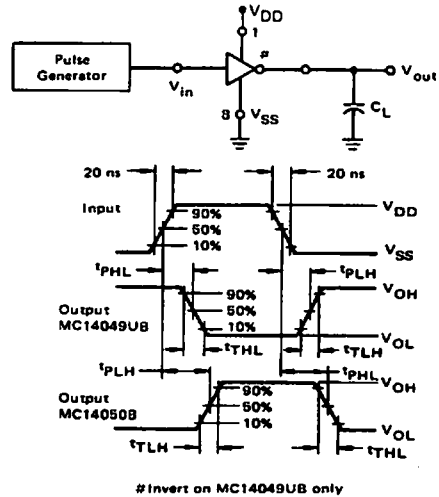 VDD
1
#
Pulse
Generator
Vin
Vout
8 VSS
CL
20 ns
20 ns
Input
90%
50%
10%
VDD
VSS
tPHL
tPLH
Output
MC14049UB
90%
50%
10%
VOH
VOL
tTHL
tTLH
tPLH
tPHL
Output
MC14050B
90%
50%
10%
VOH
VOL
tTLH
tTHL
#Invert on MC14049UB only